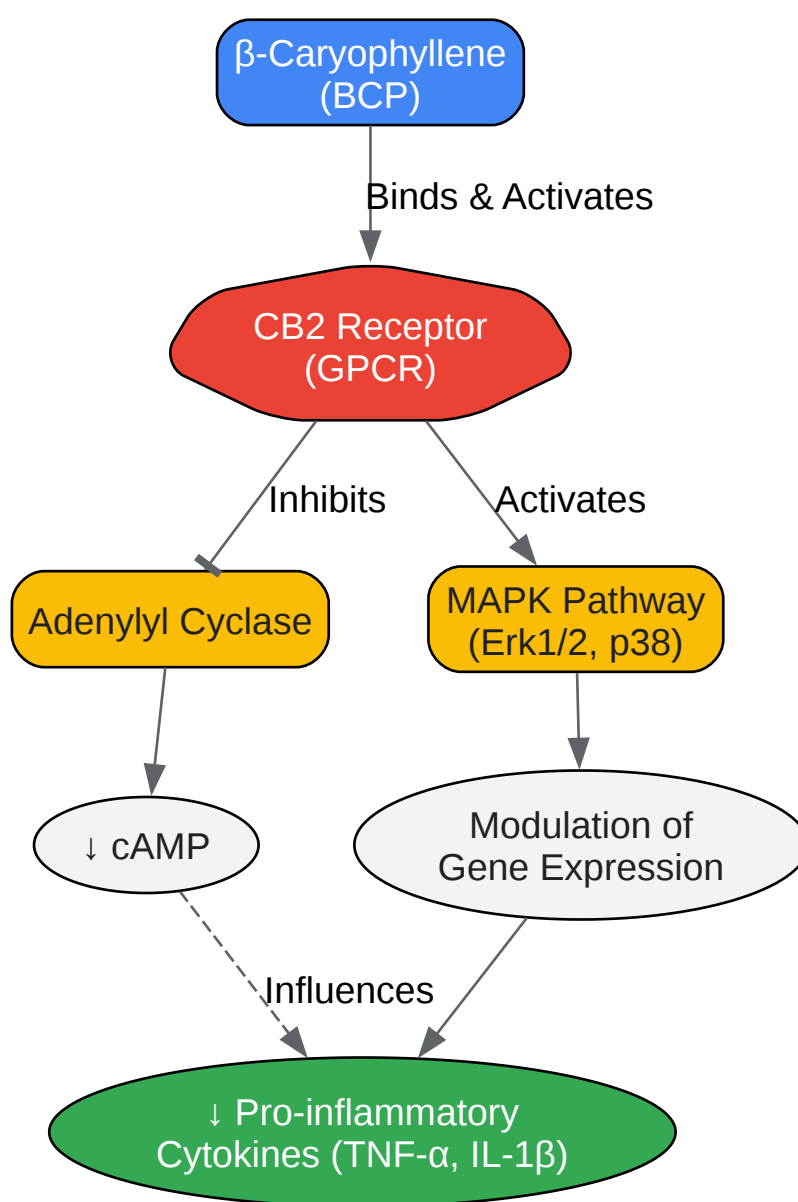 β-Caryophyllene
(BCP)
Binds & Activates
CB2 Receptor
(GPCR)
Inhibits
Activates
Adenylyl Cyclase
MAPK Pathway
(Erk1/2, p38)
↓ cAMP
Modulation of
Gene Expression
Influences
↓ Pro-inflammatory
Cytokines (TNF-α, IL-1β)